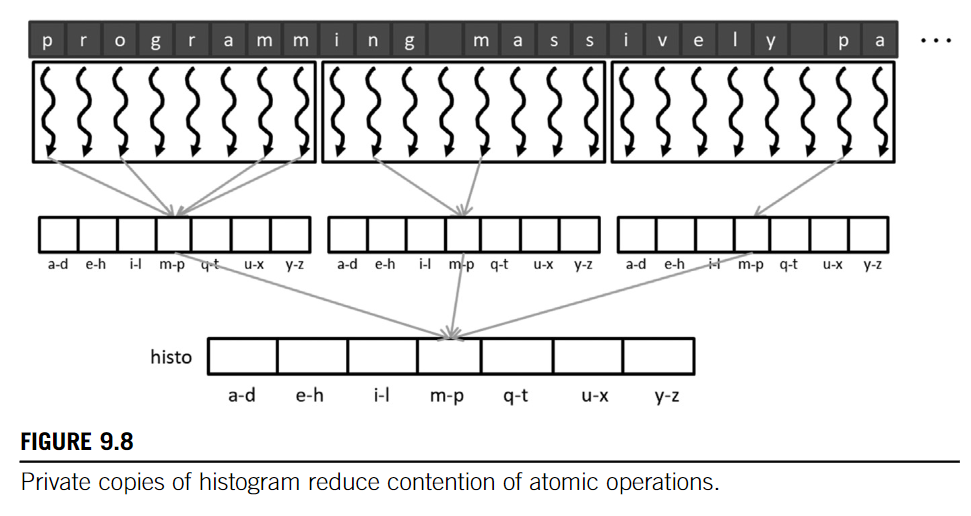 p r o g r a m m i n g m a s s i v e l y p a ...
a-d e-h i-l m-p q-t u-x y-z a-d e-h i-l m-p q-t u-x y-z a-d e-h i-l m-p q-t u-x y-z
histo
a-d e-h i-l m-p q-t u-x y-z
FIGURE 9.8
Private copies of histogram reduce contention of atomic operations.